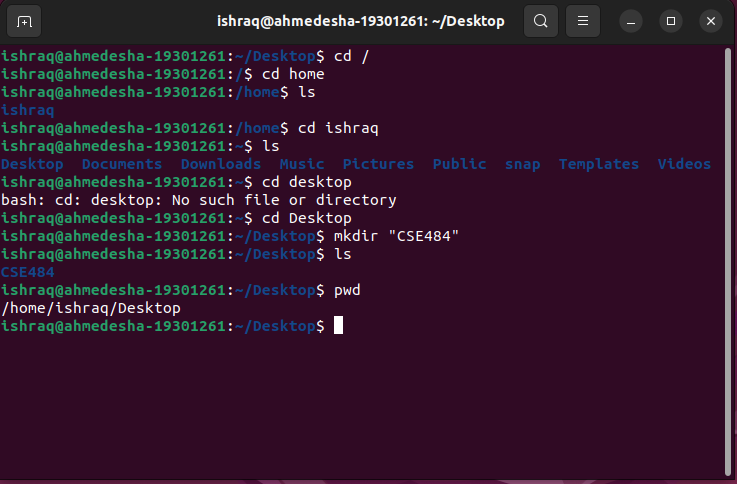 ishraq@ahmedesha-19301261: ~/Desktop
ishraq@ahmedesha-19301261:~/Desktop$ cd /
ishraq@ahmedesha-19301261:/$ cd home
ishraq@ahmedesha-19301261:/home$ ls
ishraq
ishraq@ahmedesha-19301261:/home$ cd ishraq
ishraq@ahmedesha-19301261:~$ ls
Desktop  Documents  Downloads  Music  Pictures  Public  snap  Templates  Videos
ishraq@ahmedesha-19301261:~$ cd desktop
bash: cd: desktop: No such file or directory
ishraq@ahmedesha-19301261:~$ cd Desktop
ishraq@ahmedesha-19301261:~/Desktop$ mkdir "CSE484"
ishraq@ahmedesha-19301261:~/Desktop$ ls
CSE484
ishraq@ahmedesha-19301261:~/Desktop$ pwd
/home/ishraq/Desktop
ishraq@ahmedesha-19301261:~/Desktop$